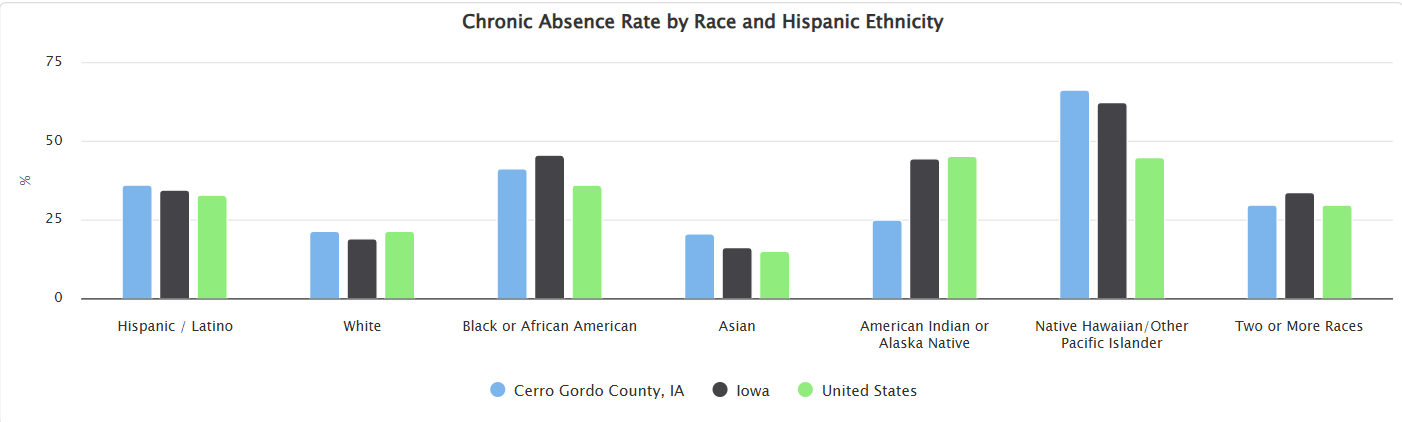 Chronic Absence Rate by Race and Hispanic Ethnicity
75
50
%
25
0
Hispanic / Latino
White
Black or African American
Asian
American Indian or
Alaska Native
Native Hawaiian/Other
Pacific Islander
Two or More Races
Cerro Gordo County, IA
Iowa
United States